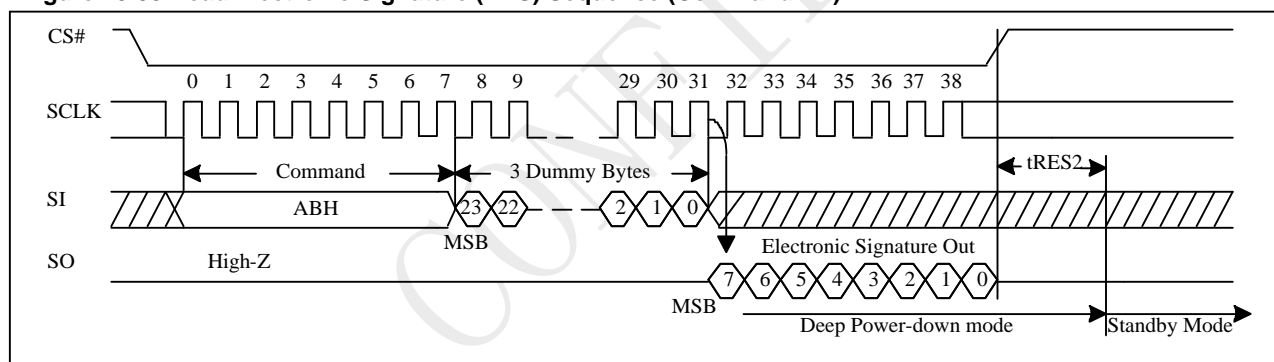 CS#
0 1 2 3 4 5 6 7 8 9 29 30 31 32 33 34 35 36 37 38
SCLK
Command 3 Dummy Bytes tRES2
SI ABH 23 22 2 1 0
MSB
SO High-Z Electronic Signature Out
MSB 7 6 5 4 3 2 1 0
Deep Power-down mode Standby Mode